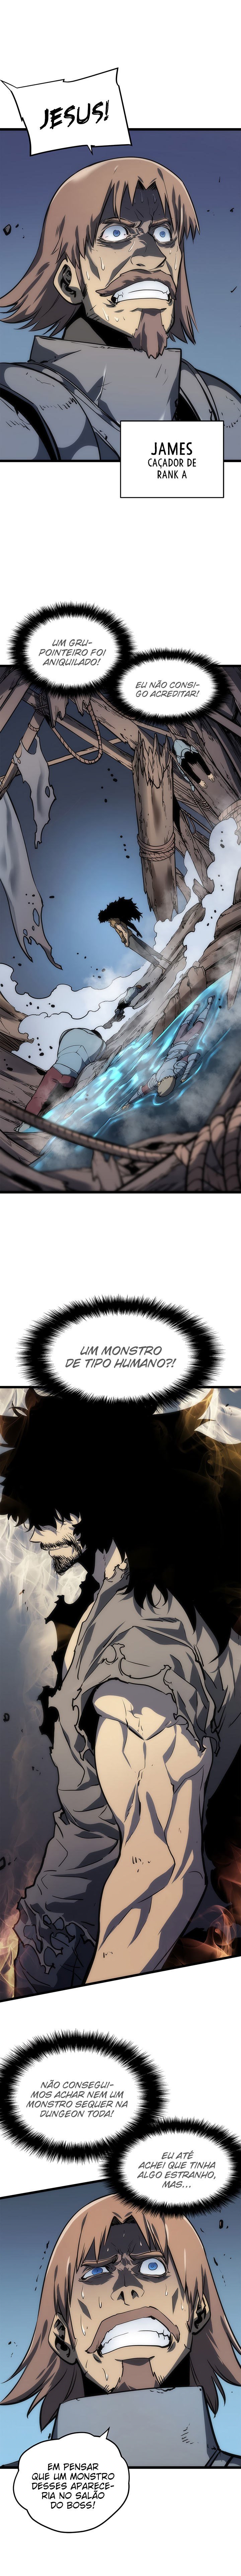 JESUS!
JAMES
CAÇADOR DE
RANK A
UM GRU-
PO INTEIRO FOI
ANIQUILADO!
EU NÃO CONSI-
GO ACREDITAR!
UM MONSTRO
DE TIPO HUMANO?!
NÃO CONSEGUI-
MOS ACHAR NEM UM
MONSTRO SEQUER NA
DUNGEON TODA!
EU ATÉ
ACHEI QUE TINHA
ALGO ESTRANHO,
MAS...
EM PENSAR
QUE UM MONSTRO
DESSES APARECE-
RIA NO SALÃO
DO BOSS!